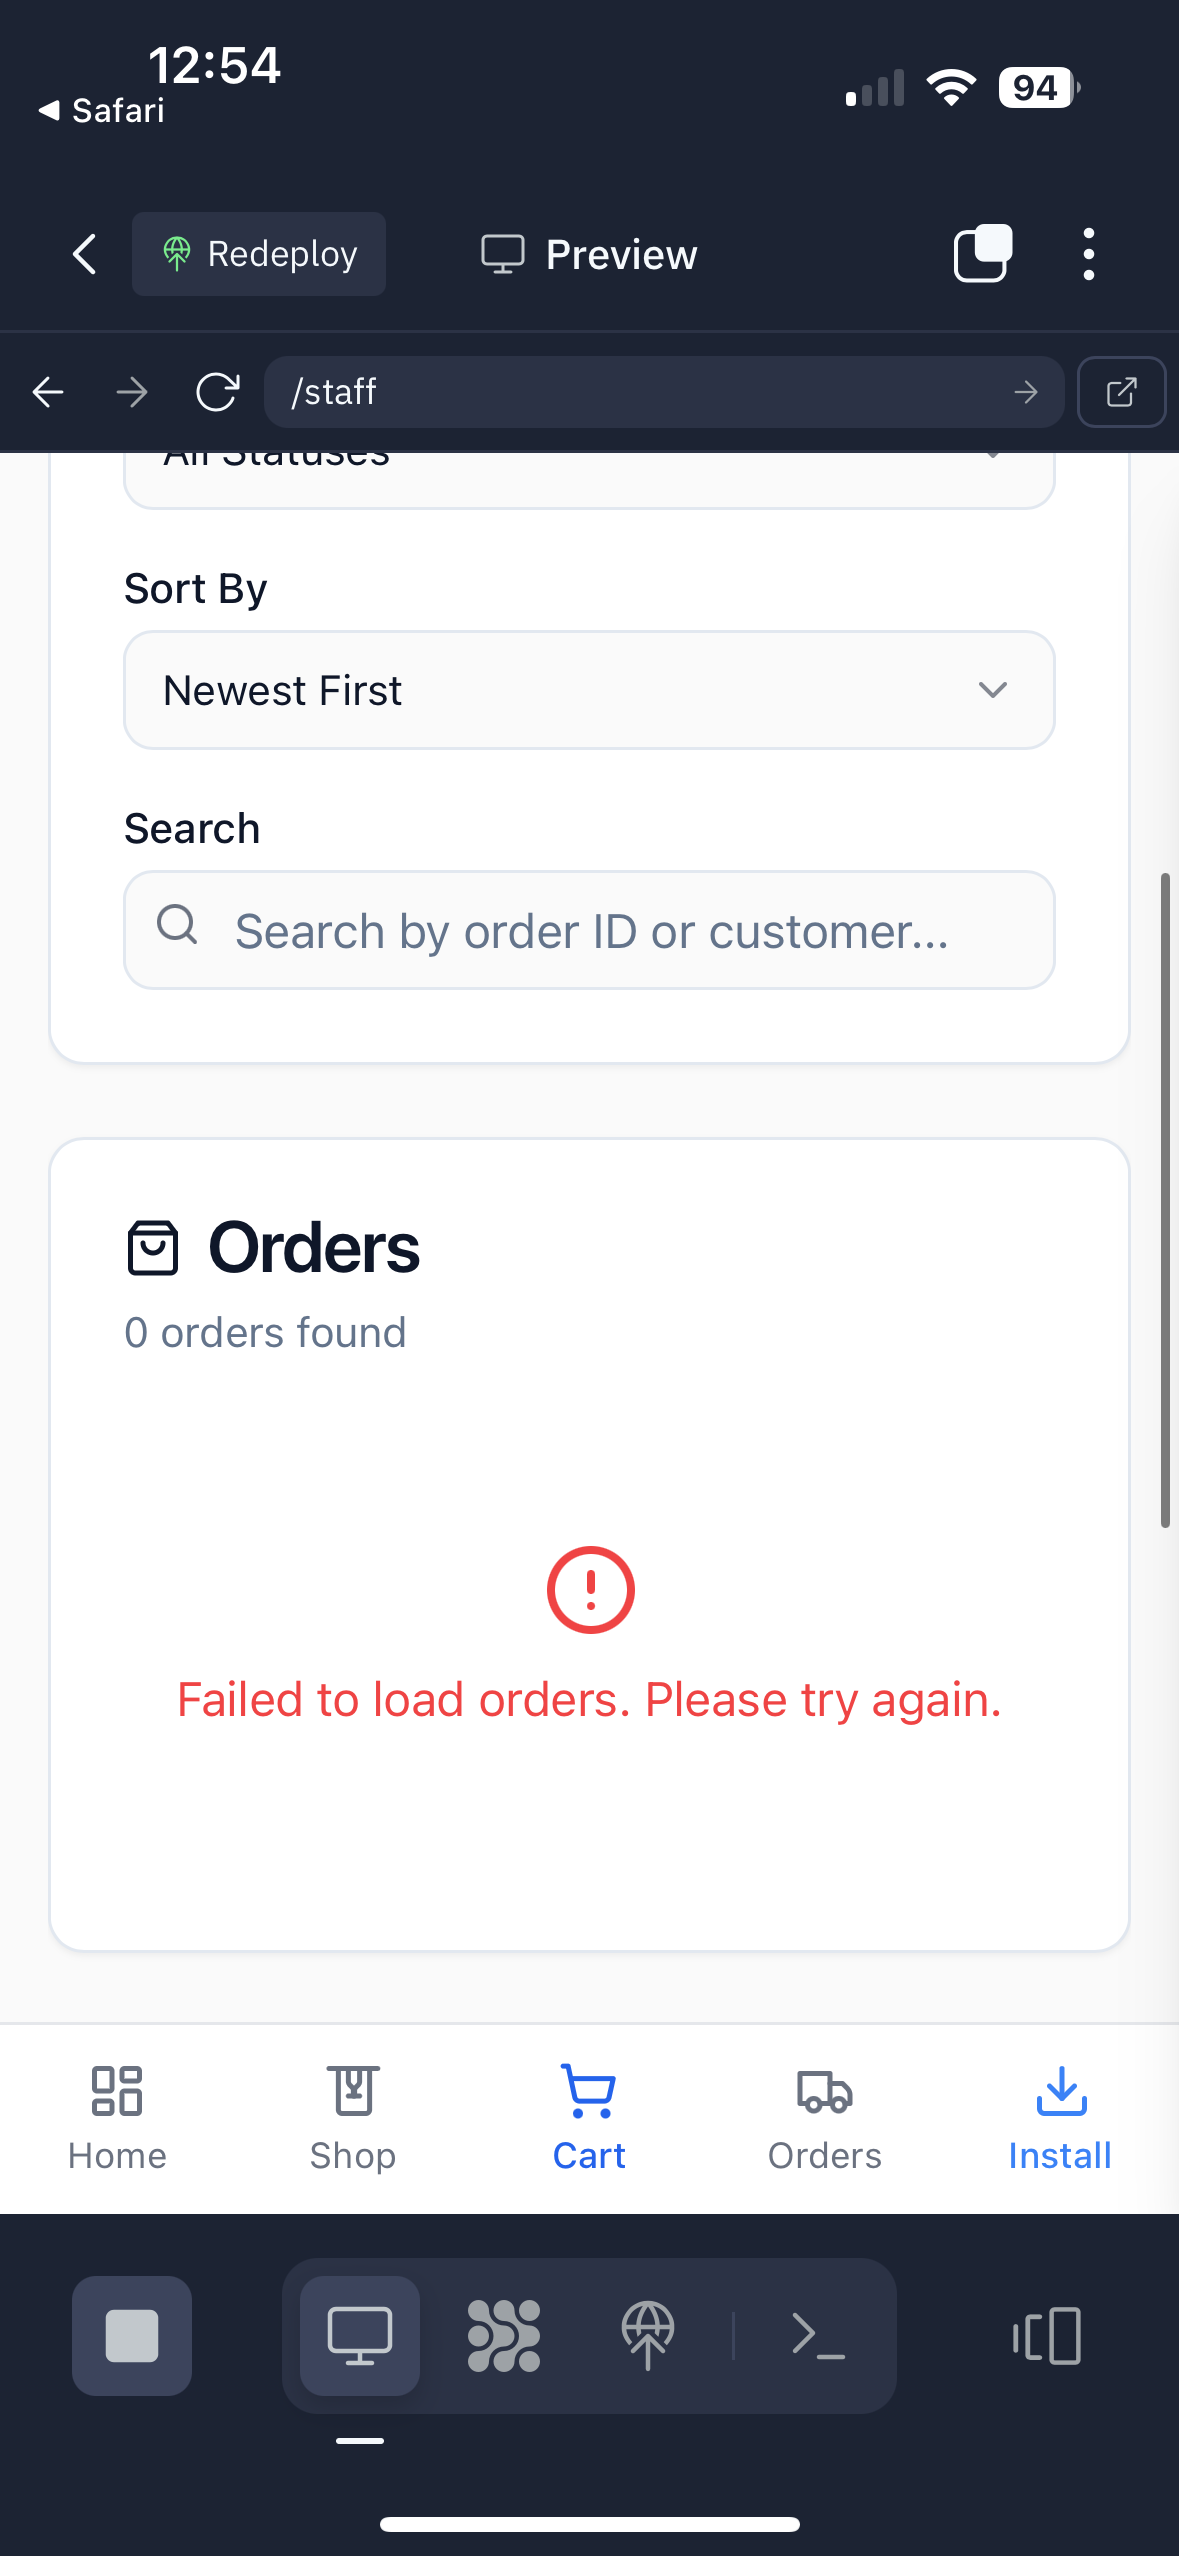 12:54
Safari
94
Redeploy
Preview
/staff
All Statuses
Sort By
Newest First
Search
Search by order ID or customer...
Orders
0 orders found
Failed to load orders. Please try again.
Home
Shop
Cart
Orders
Install